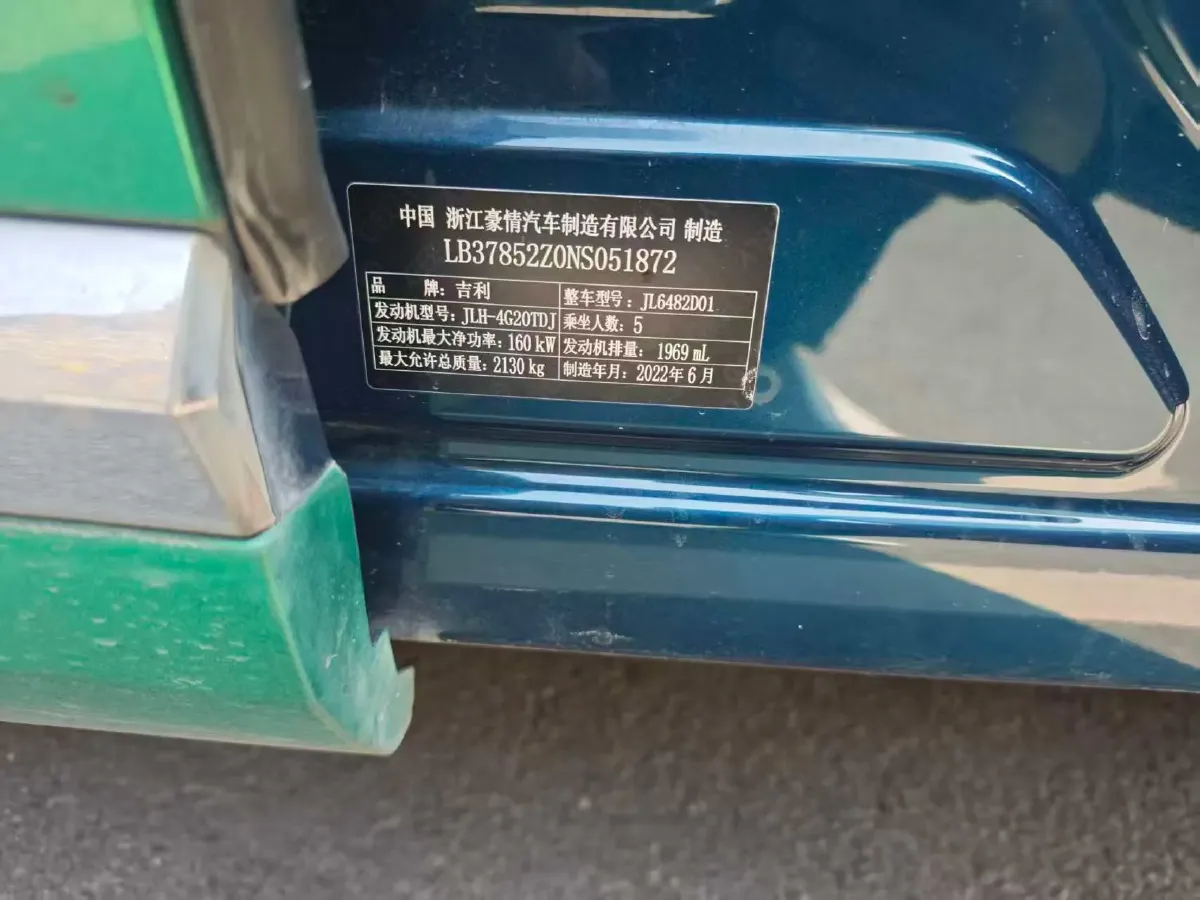 中国 浙江豪情汽车制造有限公司 制造
LB37852Z0NS051872
品 牌：吉利 整车型号：JL6482D01
发动机型号：JLH-4G20TDJ 乘坐人数：5
发动机最大净功率：160 kW 发动机排量：1969 mL
最大允许总质量：2130 kg 制造年月：2022年6月